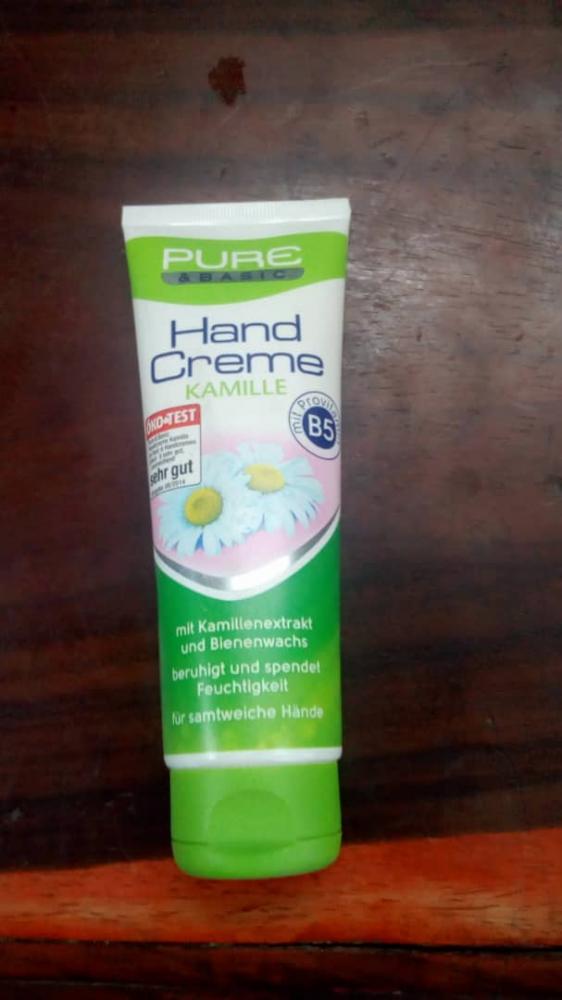 PURE
& BASIC
Hand
Creme
KAMILLE
mit Provitamin
B5
ÖKO-TEST
sehr gut
mit Kamillenextrakt
und Bienenwachs
beruhigt und spendet
Feuchtigkeit
für samtweiche Hände